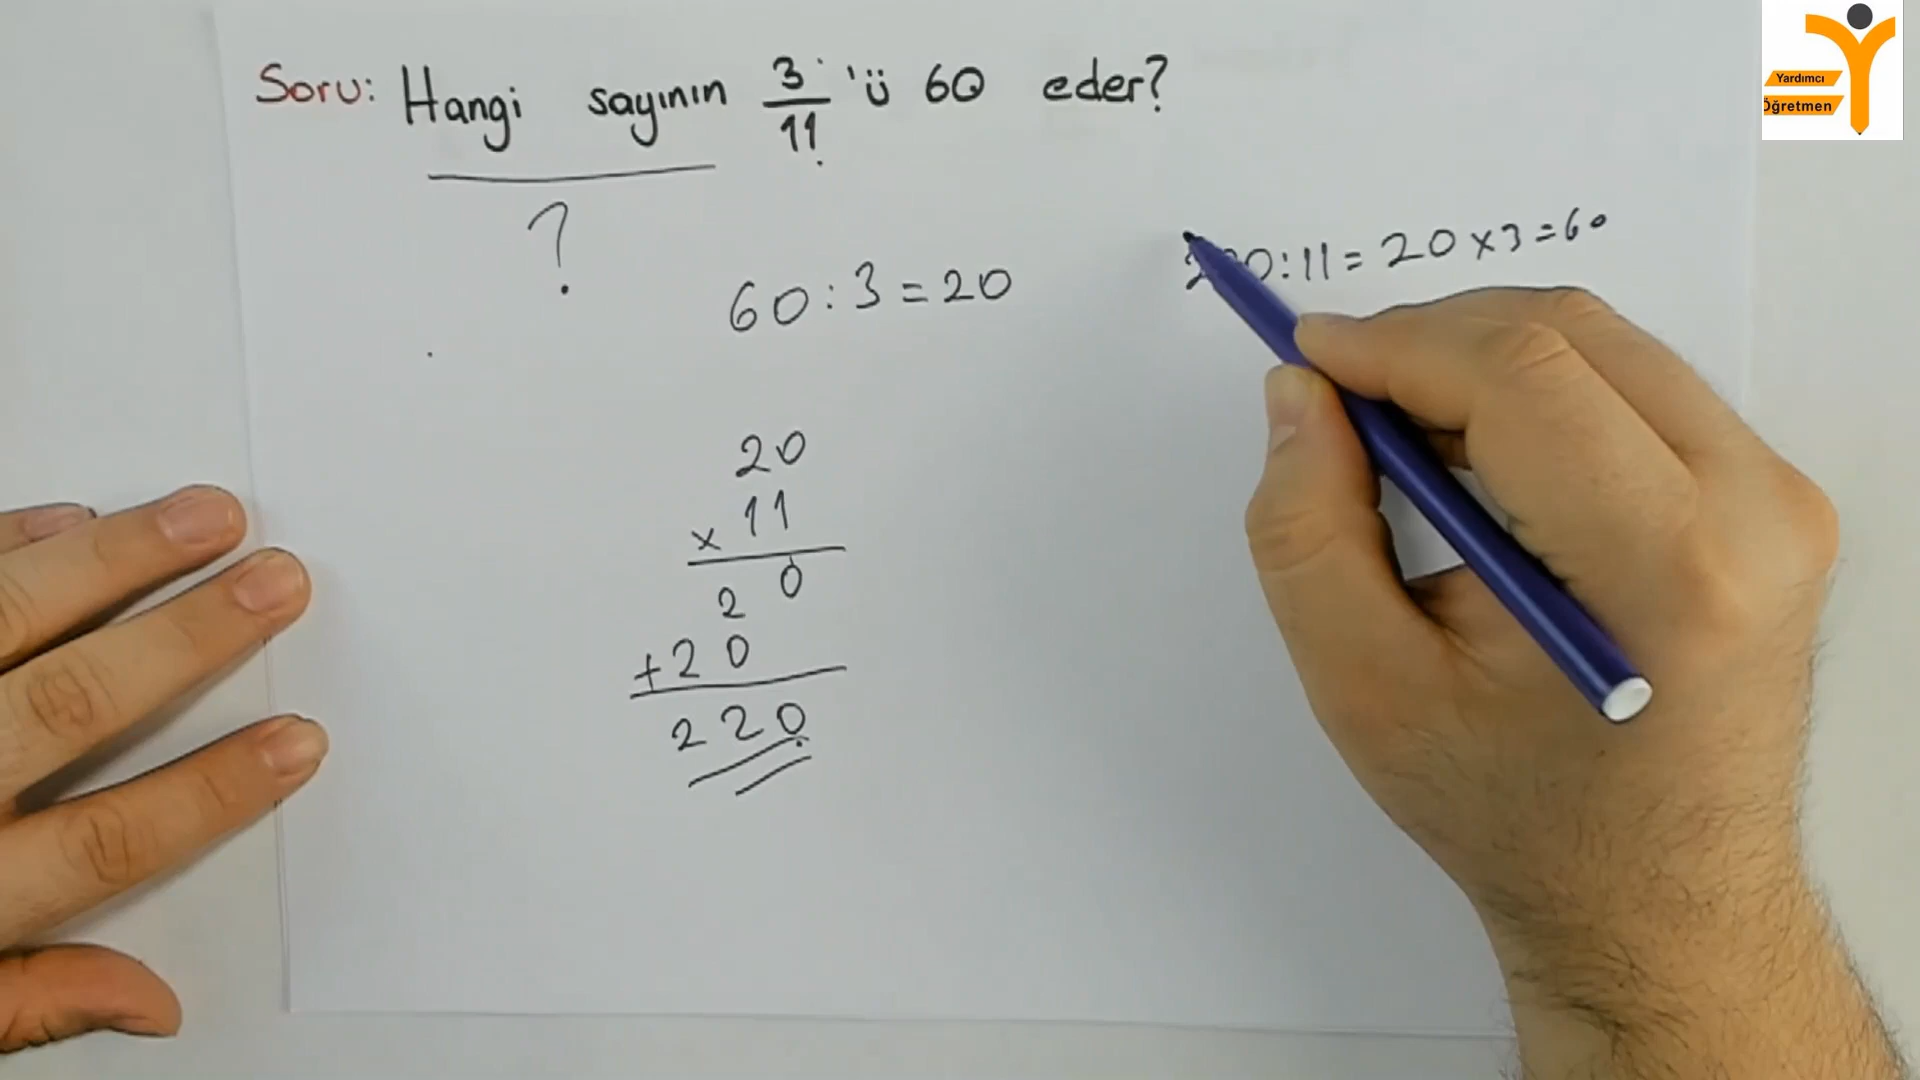 Soru: Hangi sayının 3/11 'ü 60 eder?
?
60:3=20
0:11=20x3=60
20
x 11
20
+20
220
Yardımcı
Öğretmen